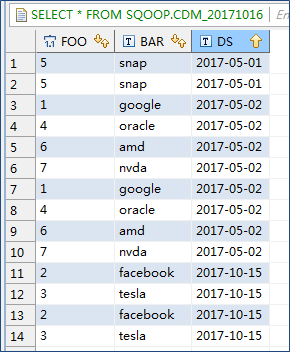 SELECT * FROM SQOOP.CDM_20171016
FOO BAR DS
1 5 snap 2017-05-01
2 5 snap 2017-05-01
3 1 google 2017-05-02
4 4 oracle 2017-05-02
5 6 amd 2017-05-02
6 7 nvda 2017-05-02
7 1 google 2017-05-02
8 4 oracle 2017-05-02
9 6 amd 2017-05-02
10 7 nvda 2017-05-02
11 2 facebook 2017-10-15
12 3 tesla 2017-10-15
13 2 facebook 2017-10-15
14 3 tesla 2017-10-15